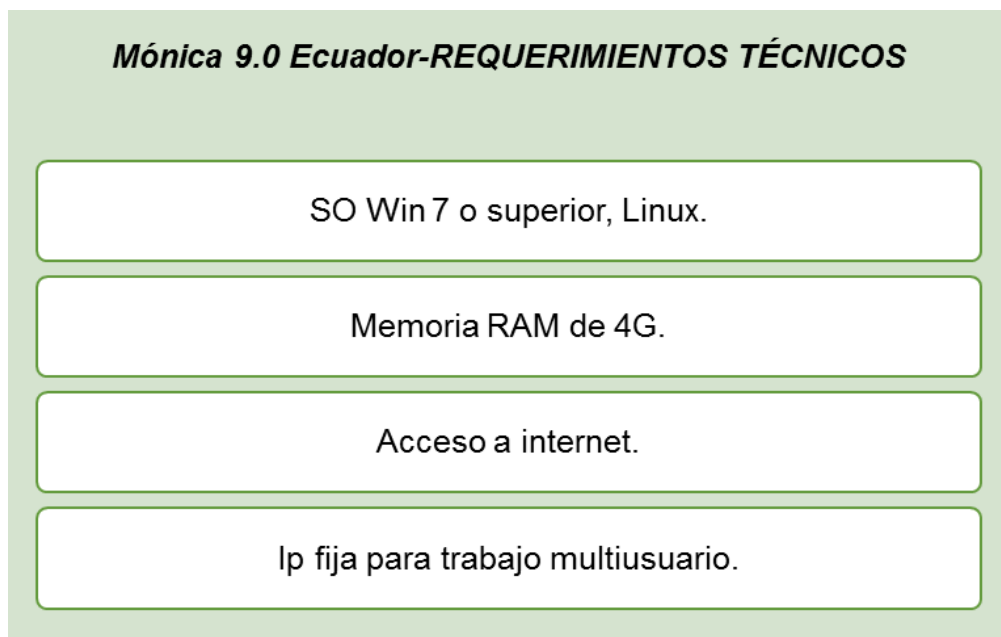 Mónica 9.0 Ecuador-REQUERIMIENTOS TÉCNICOS
SO Win 7 o superior, Linux.
Memoria RAM de 4G.
Acceso a internet.
Ip fija para trabajo multiusuario.